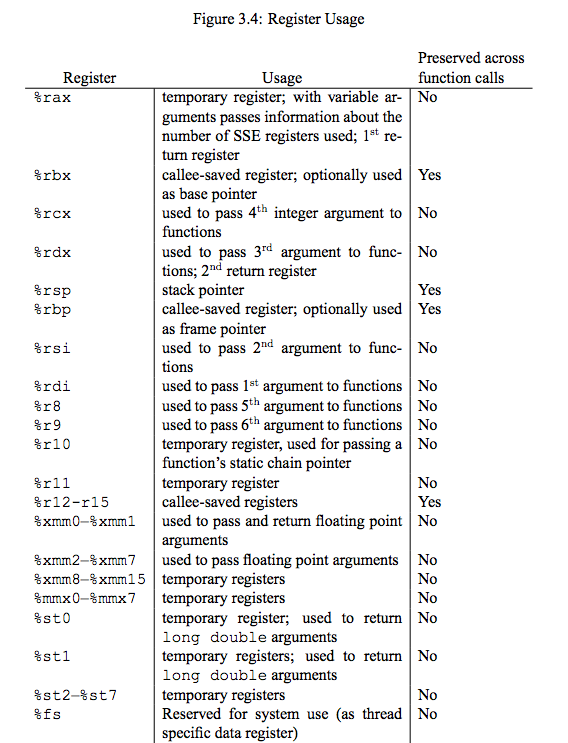 Figure 3.4: Register Usage
Preserved across
Register Usage function calls
%rax temporary register; with variable ar- No
guments passes information about the
number of SSE registers used; 1st re-
turn register
%rbx callee-saved register; optionally used Yes
as base pointer
%rcx used to pass 4th integer argument to No
functions
%rdx used to pass 3rd argument to func- No
tions; 2nd return register
%rsp stack pointer Yes
%rbp callee-saved register; optionally used Yes
as frame pointer
%rsi used to pass 2nd argument to func- No
tions
%rdi used to pass 1st argument to functions No
%r8 used to pass 5th argument to functions No
%r9 used to pass 6th argument to functions No
%r10 temporary register, used for passing a No
function's static chain pointer
%r11 temporary register No
%r12-r15 callee-saved registers Yes
%xmm0–%xmm1 used to pass and return floating point No
arguments
%xmm2–%xmm7 used to pass floating point arguments No
%xmm8–%xmm15 temporary registers No
%mmx0–%mmx7 temporary registers No
%st0 temporary register; used to return No
long double arguments
%st1 temporary registers; used to return No
long double arguments
%st2–%st7 temporary registers No
%fs Reserved for system use (as thread No
specific data register)